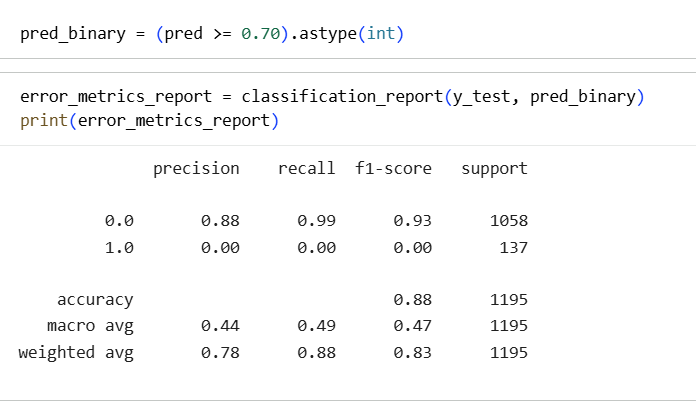 pred_binary = (pred >= 0.70).astype(int)
error_metrics_report = classification_report(y_test, pred_binary)
print(error_metrics_report)
precision recall f1-score support
0.0 0.88 0.99 0.93 1058
1.0 0.00 0.00 0.00 137
accuracy 0.88 1195
macro avg 0.44 0.49 0.47 1195
weighted avg 0.78 0.88 0.83 1195